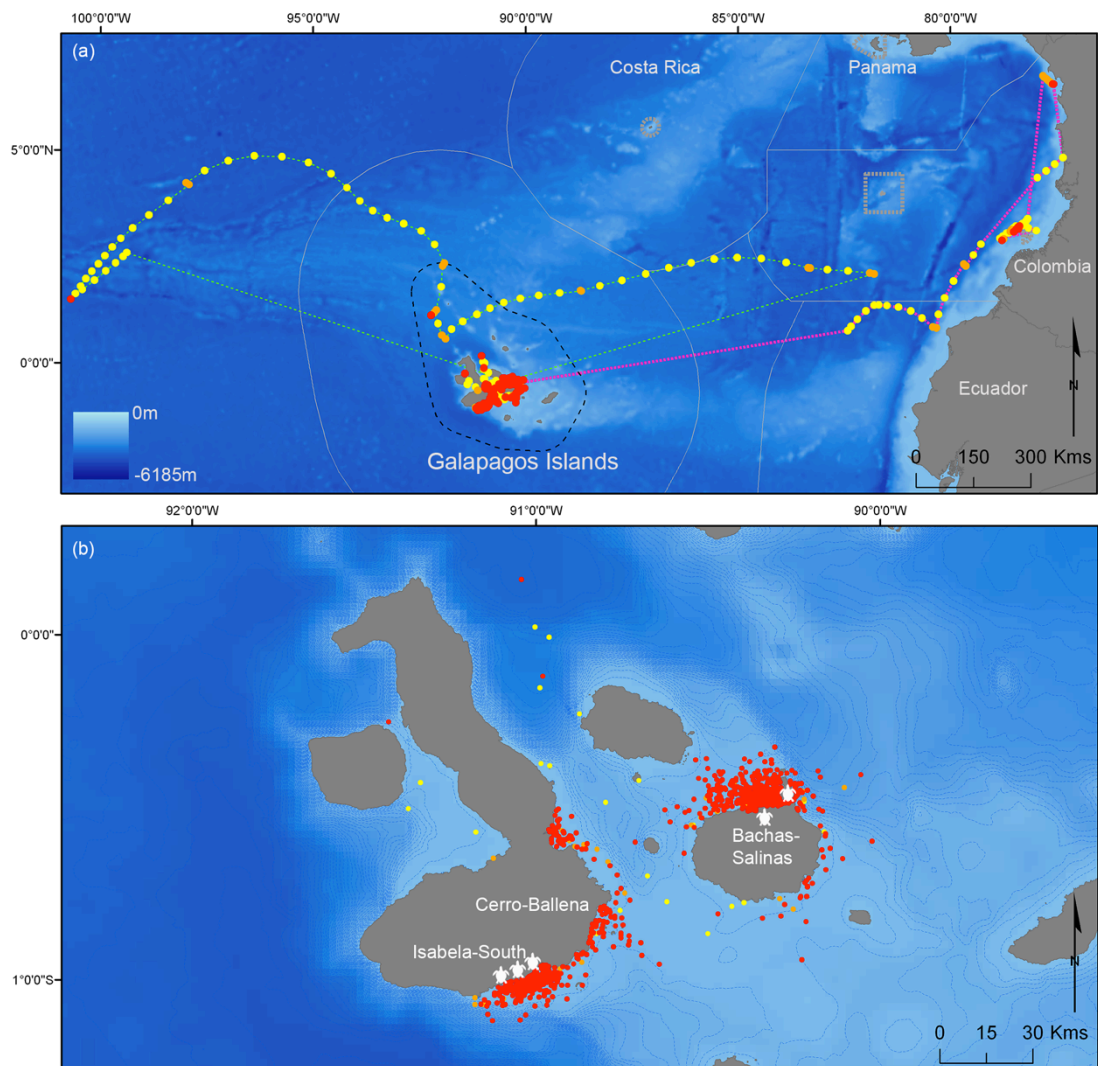 100°0'0"W 95°0'0"W 90°0'0"W 85°0'0"W 80°0'0"W
(a)
Costa Rica
Panama
5°0'0"N
Colombia
0°0'0"
Ecuador
N
0m
-6185m
Galapagos Islands
0 150 300 Kms
92°0'0"W 91°0'0"W 90°0'0"W
(b)
0°0'0"
Bachas-
Salinas
Cerro-Ballena
Isabela-South
N
1°0'0"S
0 15 30 Kms